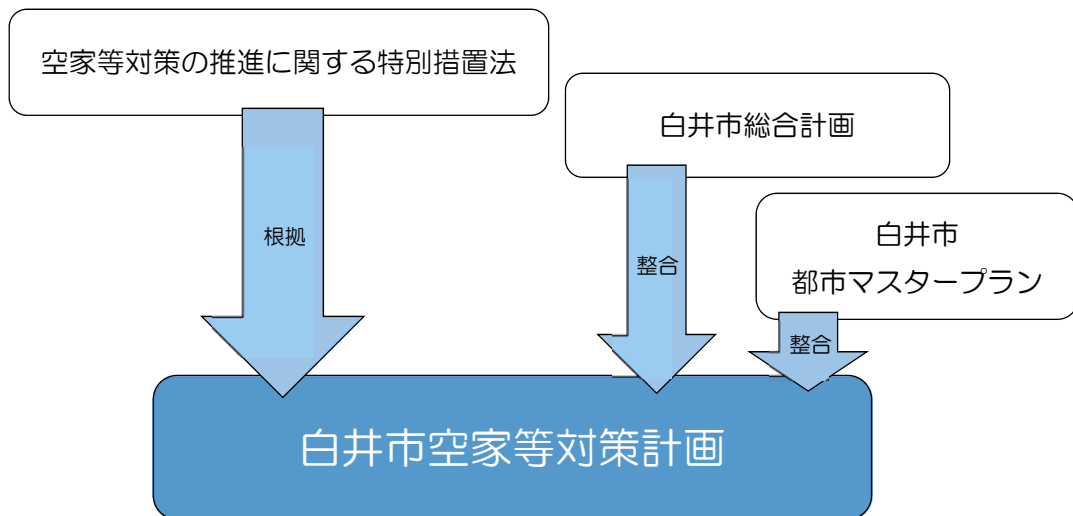 空家等対策の推進に関する特別措置法
白井市総合計画
白井市
都市マスタープラン
根拠
整合
整合
白井市空家等対策計画